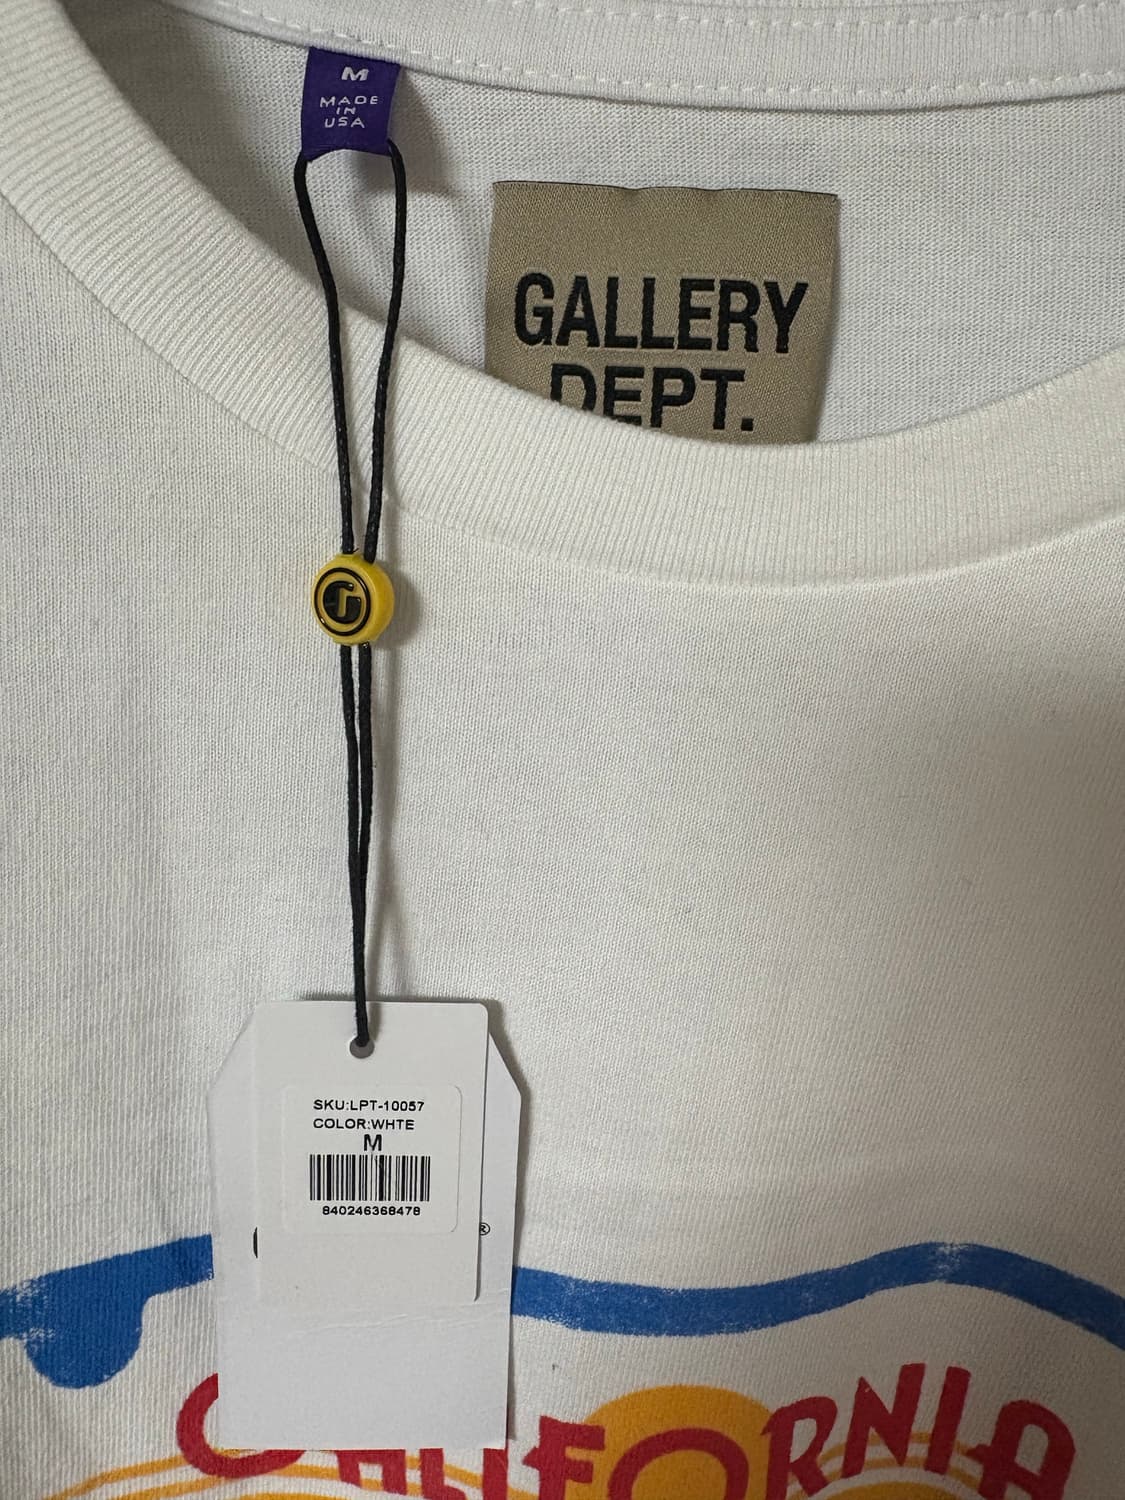 M
MADE
IN
USA
GALLERY
DEPT.
G
SKU:LPT-10057
COLOR:WHTE
M
840246368478
®
CALIFORNIA